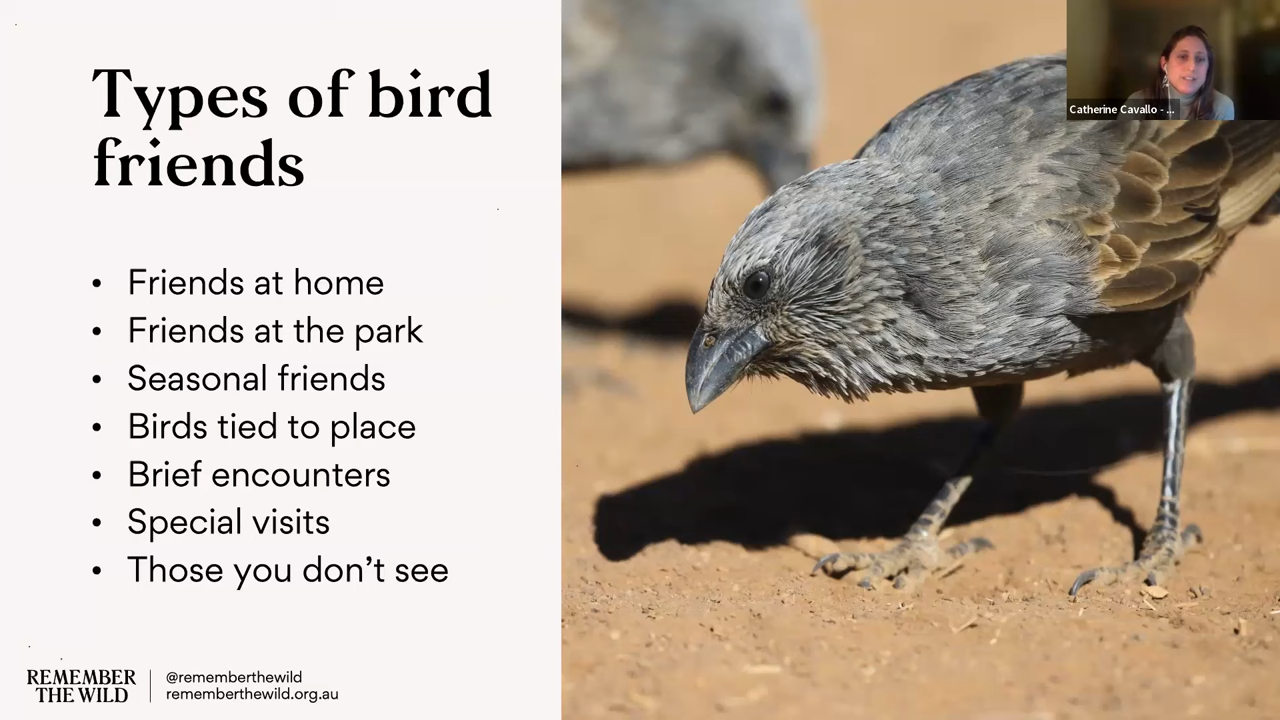 Types of bird
friends
• Friends at home
• Friends at the park
• Seasonal friends
• Birds tied to place
• Brief encounters
• Special visits
• Those you don’t see
REMEMBER
THE WILD
@rememberthewild
rememberthewild.org.au
Catherine Cavallo - ...